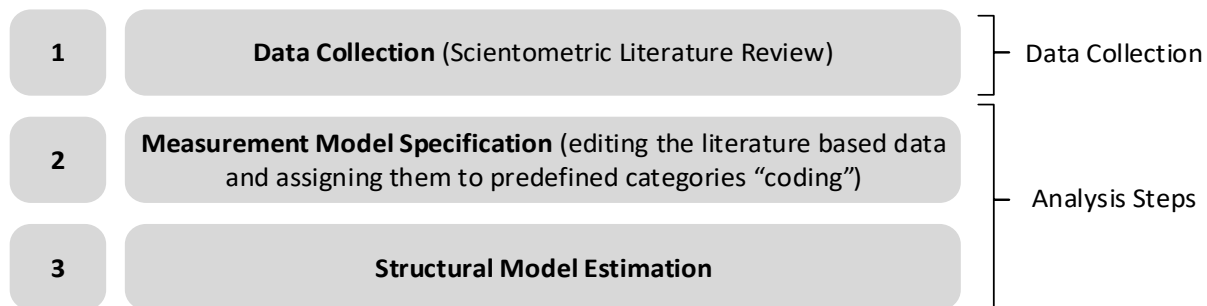 1
Data Collection (Scientometric Literature Review)
Data Collection
2
Measurement Model Specification (editing the literature based data
and assigning them to predefined categories “coding”)
Analysis Steps
3
Structural Model Estimation